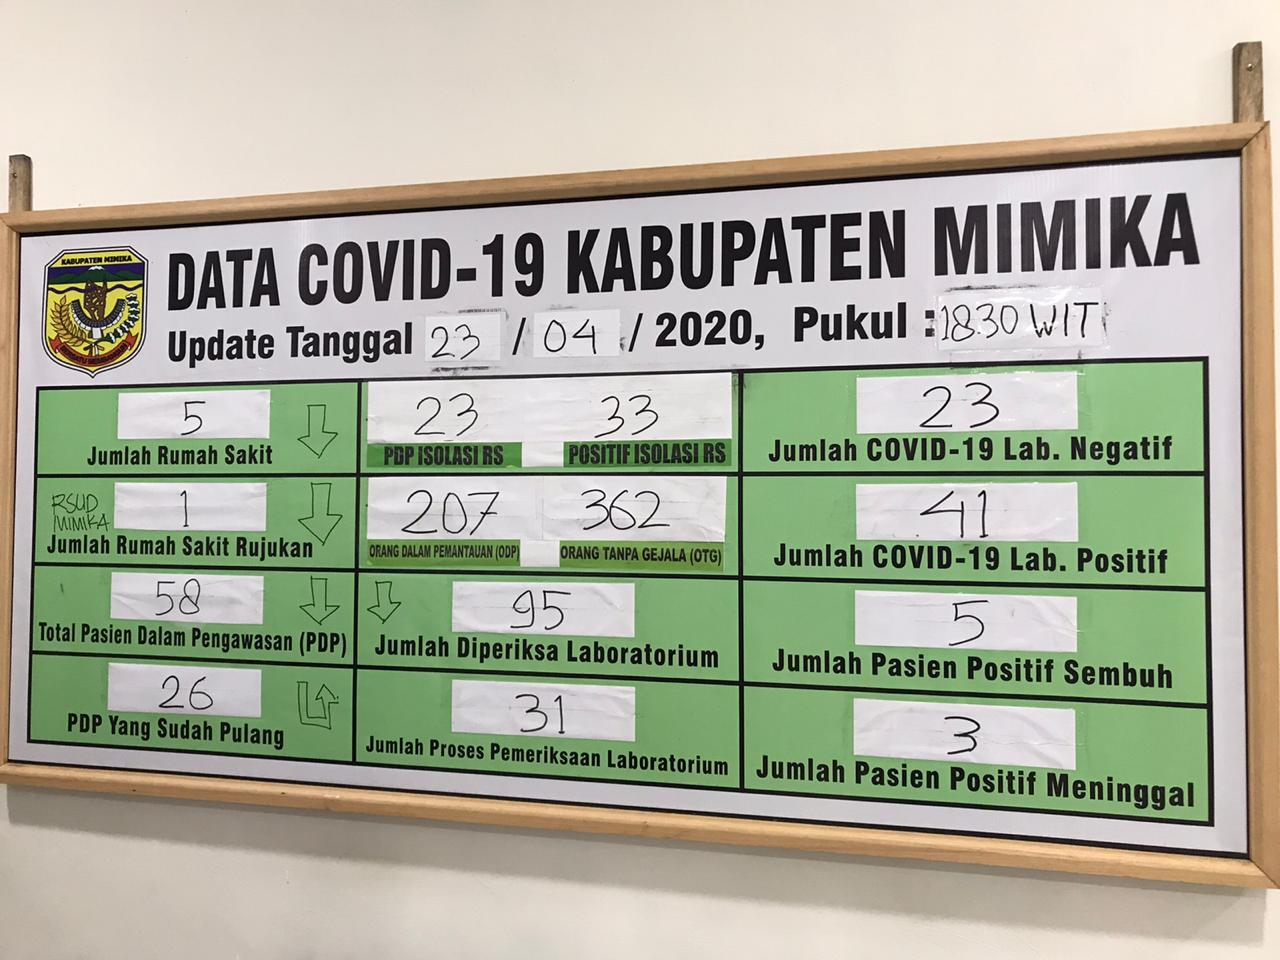 KABUPATEN MIMIKA
DATA COVID-19 KABUPATEN MIMIKA
Update Tanggal 23 / 04 / 2020, Pukul : 18.30 WIT
5
Jumlah Rumah Sakit
23 33
PDP ISOLASI RS POSITIF ISOLASI RS
23
Jumlah COVID-19 Lab. Negatif
RSUD
MIMIKA
1
Jumlah Rumah Sakit Rujukan
207 362
ORANG DALAM PEMANTAUAN (ODP) ORANG TANPA GEJALA (OTG)
41
Jumlah COVID-19 Lab. Positif
58
Total Pasien Dalam Pengawasan (PDP)
95
Jumlah Diperiksa Laboratorium
5
Jumlah Pasien Positif Sembuh
26
PDP Yang Sudah Pulang
31
Jumlah Proses Pemeriksaan Laboratorium
3
Jumlah Pasien Positif Meninggal